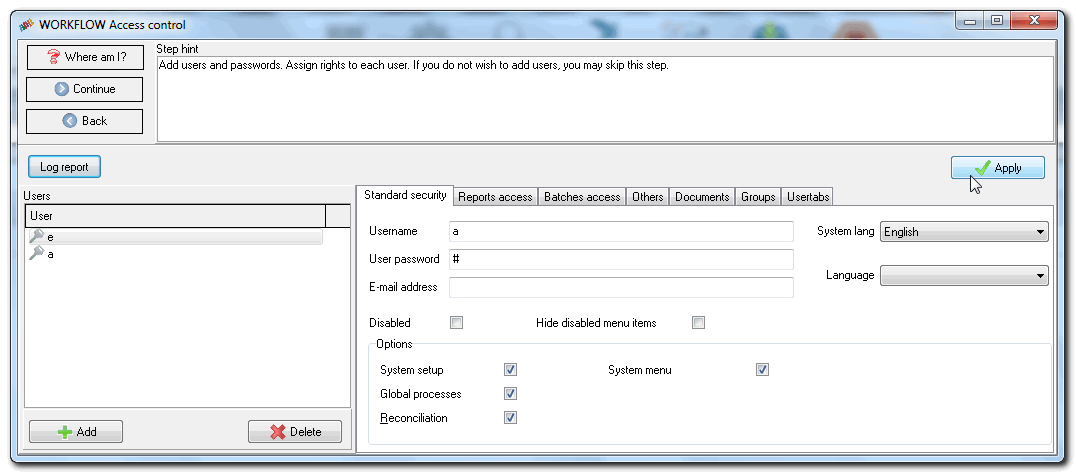 WORKFLOW Access control
Where am I?
Continue
Back
Step hint
Add users and passwords. Assign rights to each user. If you do not wish to add users, you may skip this step.
Log report
Apply
Users
User
e
a
Add
Delete
Standard security Reports access Batches access Others Documents Groups Usertabs
Username a System lang English
User password #
Language
E-mail address
Disabled Hide disabled menu items
Options
System setup System menu
Global processes
Reconciliation